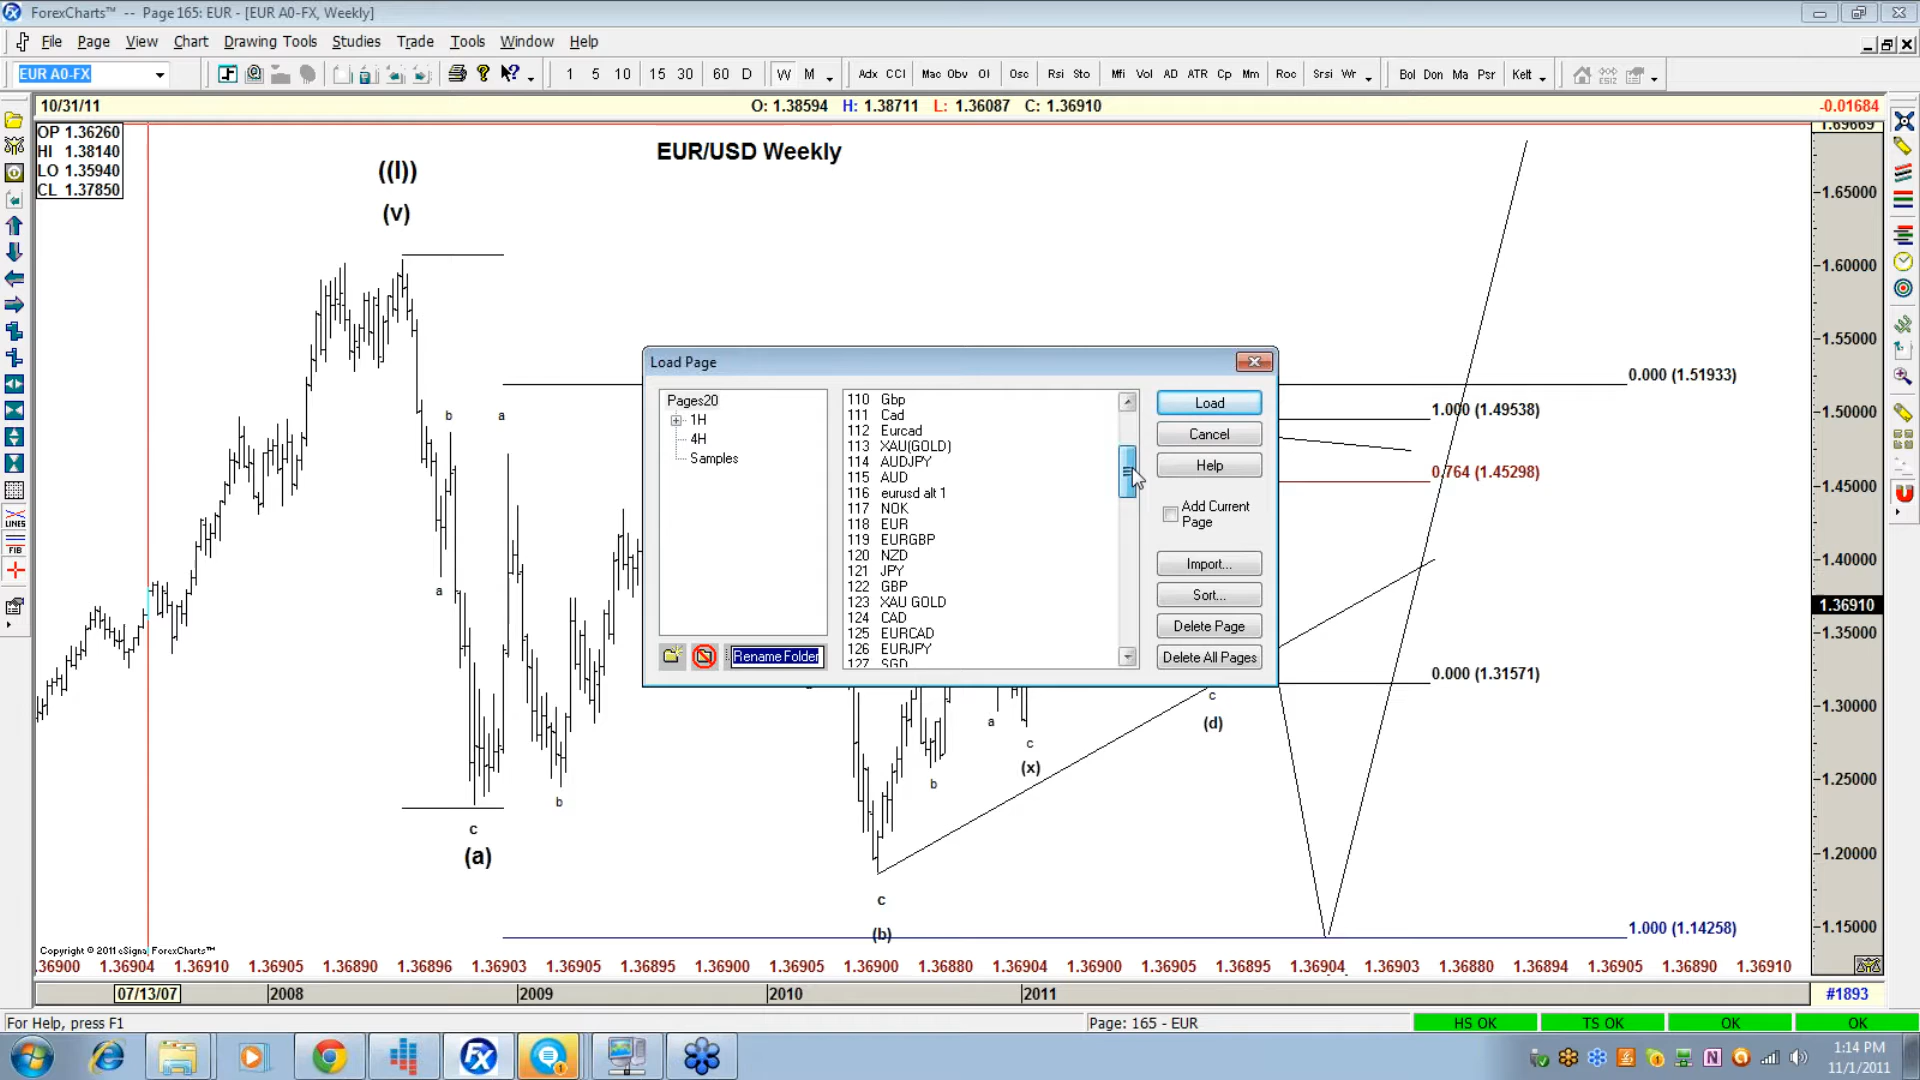 ForexCharts™ -- Page 165: EUR - [EUR A0-FX, Weekly]
File Page View Chart Drawing Tools Studies Trade Tools Window Help
EUR A0-FX 1 5 10 15 30 60 D W M Adx CCI Mac Obv OI Osc Rsi Sto Mfi Vol AD ATR Cp Mm Roc Srsi Wr Bol Don Ma Psr Kelt
10/31/11 O: 1.38594 H: 1.38711 L: 1.36087 C: 1.36910 -0.01684
OP 1.36260
HI 1.38140
LO 1.35940
CL 1.37850
EUR/USD Weekly
1.69669
((I))
(v)
1.65000
1.60000
1.55000
0.000 (1.51933)
1.000 (1.49538)
1.50000
0.764 (1.45298)
1.45000
1.40000
1.36910
1.35000
0.000 (1.31571)
1.30000
1.25000
1.20000
1.15000
1.000 (1.14258)
b a
a
b
c
(a)
a
c
(x)
b
c
(b)
c
(d)
Load Page
Pages20
1H
4H
Samples
Rename Folder
110 Gbp
111 Cad
112 Eurcad
113 XAU(GOLD)
114 AUDJPY
115 AUD
116 eurusd alt 1
117 NOK
118 EUR
119 EURGBP
120 NZD
121 JPY
122 GBP
123 XAU GOLD
124 CAD
125 EURCAD
126 EURJPY
127 SGD
Load
Cancel
Help
Add Current
Page
Import...
Sort...
Delete Page
Delete All Pages
LINES
FIB
Copyright © 2011 eSignal ForexCharts™
.36900 1.36904 1.36910 1.36905 1.36890 1.36896 1.36903 1.36905 1.36895 1.36900 1.36905 1.36900 1.36880 1.36904 1.36900 1.36905 1.36895 1.36904 1.36903 1.36880 1.36894 1.36905 1.36890 1.36910
07/13/07 2008 2009 2010 2011 #1893
For Help, press F1 Page: 165 - EUR HS OK TS OK OK OK
1:14 PM
11/1/2011